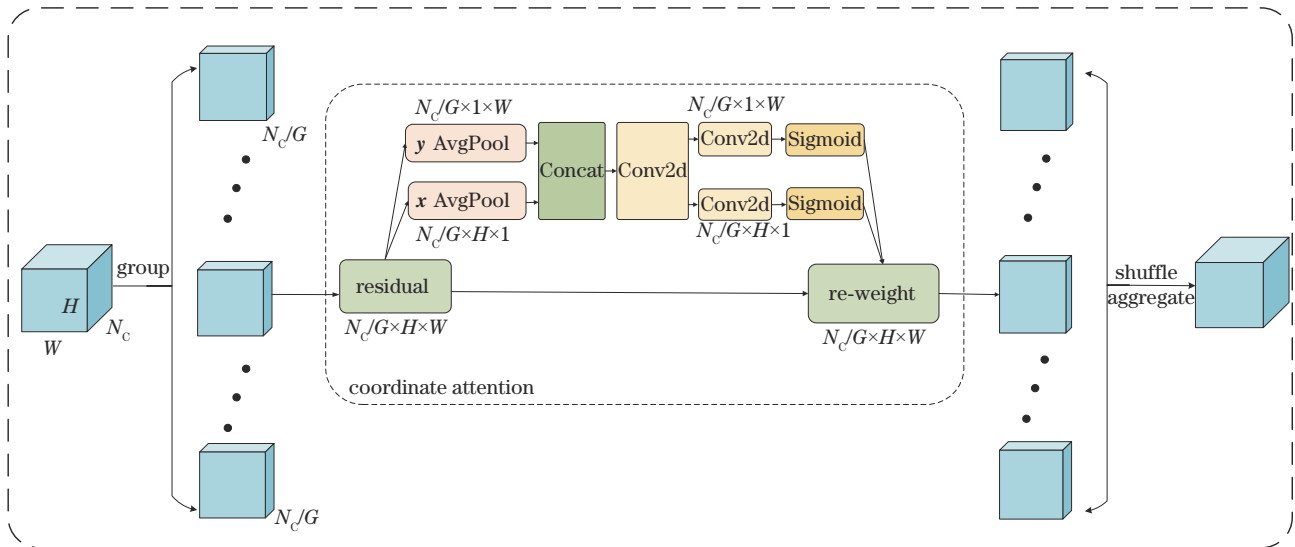 N_C/G
N_C/G×1×W
N_C/G×1×W
y AvgPool
Concat
Conv2d
Conv2d
Sigmoid
x AvgPool
Conv2d
Sigmoid
N_C/G×H×1
N_C/G×H×1
group
H
N_C
W
residual
N_C/G×H×W
re-weight
N_C/G×H×W
shuffle
aggregate
coordinate attention
N_C/G